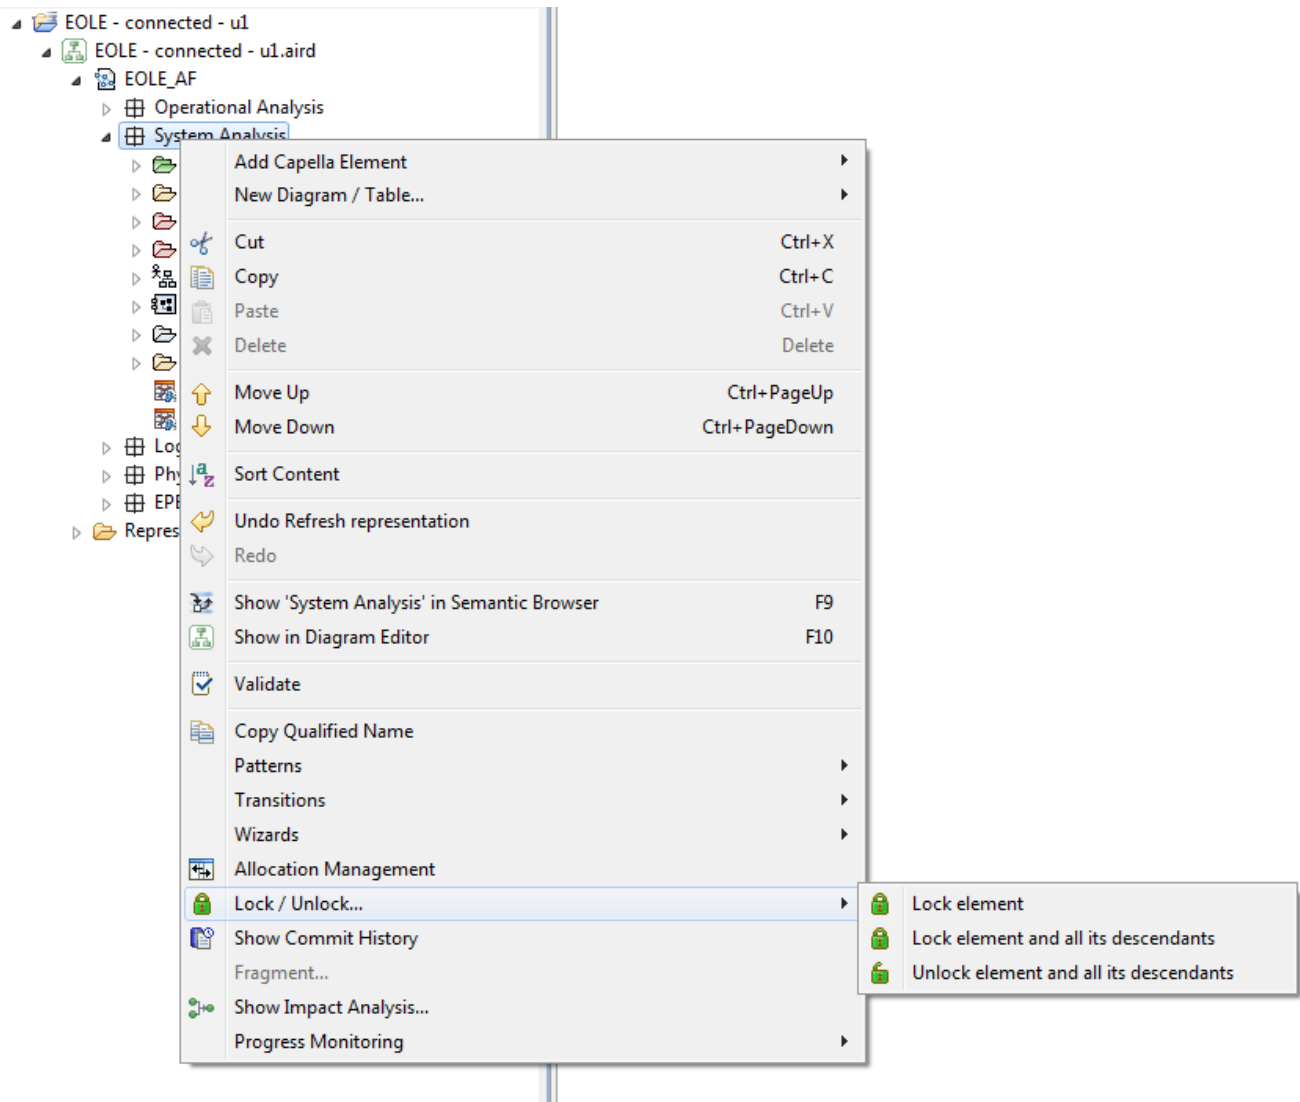 EOLE - connected - u1
EOLE - connected - u1.aird
EOLE_AF
Operational Analysis
System Analysis
Add Capella Element
New Diagram / Table...
Cut Ctrl+X
Copy Ctrl+C
Paste Ctrl+V
Delete Delete
Move Up Ctrl+PageUp
Move Down Ctrl+PageDown
Sort Content
Undo Refresh representation
Redo
Show 'System Analysis' in Semantic Browser F9
Show in Diagram Editor F10
Validate
Copy Qualified Name
Patterns
Transitions
Wizards
Allocation Management
Lock / Unlock...
Show Commit History
Fragment...
Show Impact Analysis...
Progress Monitoring
Lock element
Lock element and all its descendants
Unlock element and all its descendants